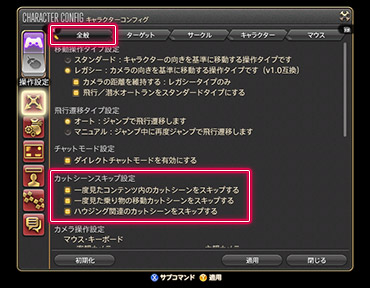 CHARACTER CONFIG キャラクターコンフィグ
操作設定
全般 ターゲット サークル キャラクター マウス
移動操作タイプ設定
スタンダード：キャラクターの向きを基準に移動する操作タイプです
レガシー：カメラの向きを基準に移動する操作タイプです（v1.0互換）
カメラの距離を維持する：レガシータイプのみ
飛行／潜水オートランをスタンダードタイプにする
飛行遷移タイプ設定
オート：ジャンプで飛行遷移します
マニュアル：ジャンプ中に再度ジャンプで飛行遷移します
チャットモード設定
ダイレクトチャットモードを有効にする
カットシーンスキップ設定
一度見たコンテンツ内のカットシーンをスキップする
一度見た乗り物の移動カットシーンをスキップする
ハウジング関連のカットシーンをスキップする
カメラ操作設定
マウス・キーボード
初期化 適用 閉じる
サブコマンド 適用